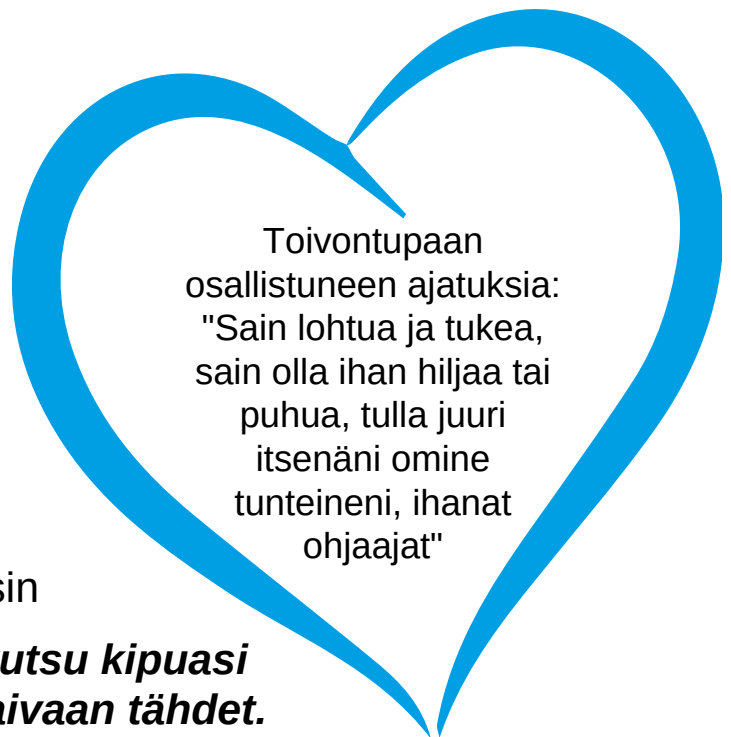 Toivontupaan
osallistuneen ajatuksia:
"Sain lohtua ja tukea,
sain olla ihan hiljaa tai
puhua, tulla juuri
itsenäni omine
tunteineni, ihanat
ohjaajat"
sin
utsu kipuasi
aivaan tähdet.